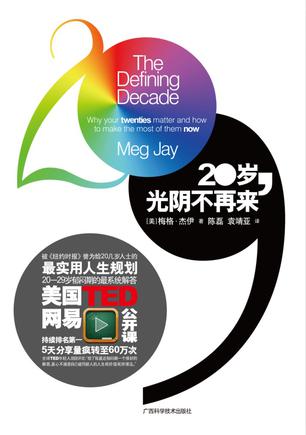 The
Defining
Decade
Why your twenties matter and how
to make the most of them now
Meg Jay
20岁,
光阴不再来
[美]梅格·杰伊 著 陈磊 袁靖亚 译
被《纽约时报》誉为给20几岁人士的
最实用人生规划
20—29岁郁闷期的最系统解答
美国TED
网易公开课
持续排名第一
5天分享量疯转至60万次
广西科学技术出版社